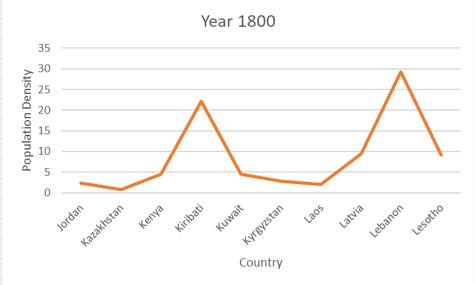 Year 1800
Population Density
35
30
25
20
15
10
5
0
Jordan
Kazakhstan
Kenya
Kiribati
Kuwait
Kyrgyzstan
Laos
Latvia
Lebanon
Lesotho
Country